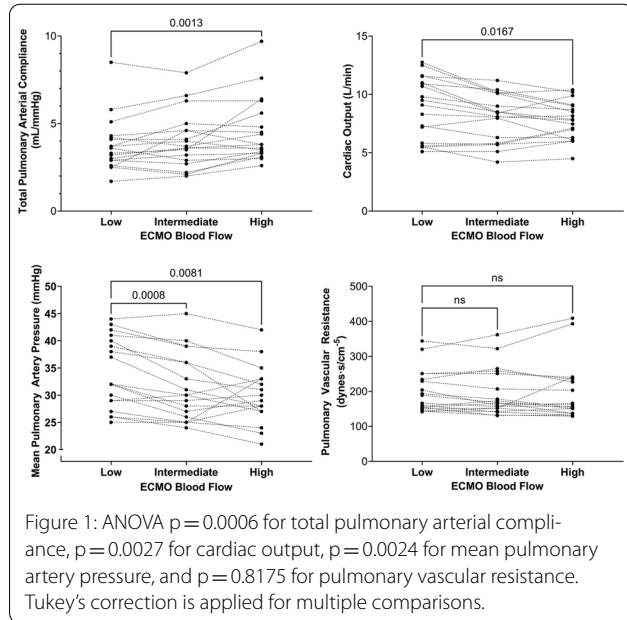 0.0013
Total Pulmonary Arterial Compliance
(mL/mmHg)
10
8
6
4
2
0
Low Intermediate High
ECMO Blood Flow
0.0167
Cardiac Output (L/min)
15
10
5
0
Low Intermediate High
ECMO Blood Flow
0.0081
0.0008
Mean Pulmonary Artery Pressure (mmHg)
50
45
40
35
30
25
20
Low Intermediate High
ECMO Blood Flow
ns
ns
Pulmonary Vascular Resistance
(dynes·s/cm⁻⁵)
500
400
300
200
100
0
Low Intermediate High
ECMO Blood Flow
Figure 1: ANOVA p = 0.0006 for total pulmonary arterial compli-
ance, p = 0.0027 for cardiac output, p = 0.0024 for mean pulmonary
artery pressure, and p = 0.8175 for pulmonary vascular resistance.
Tukey's correction is applied for multiple comparisons.